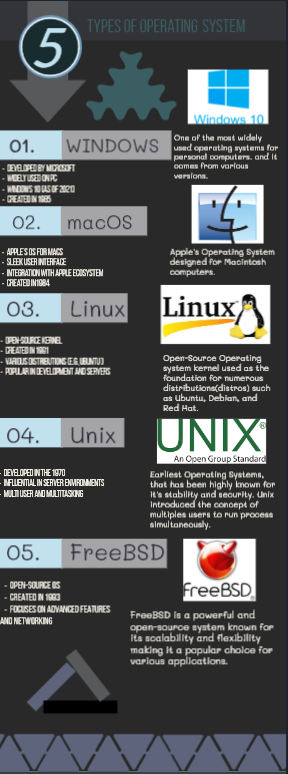 5
TYPES OF OPERATING SYSTEM
Windows 10
01.
WINDOWS
- DEVELOPED BY MICROSOFT
- WIDELY USED ON PC
- WINDOWS 10 (AS OF 2021)
- CREATED IN 1985
One of the most widely
used operating systems for
personal computers. and it
comes from various
versions.
02.
macOS
- APPLE'S OS FOR MACS
- SLEEK USER INTERFACE
- INTEGRATION WITH APPLE ECOSYSTEM
- CREATED IN 1984
Apple's Operating System
designed for Macintosh
computers.
03.
Linux
- OPEN-SOURCE KERNEL
- CREATED IN 1991
- VARIOUS DISTRIBUTIONS (E.G. UBUNTU)
- POPULAR IN DEVELOPMENT AND SERVERS
Linux
Open-Source Operating
system kernel used as the
foundation for numerous
distributions(distros) such
as Ubuntu, Debian, and
Red Hat.
04.
Unix
- DEVELOPED IN THE 1970
- INFLUENTIAL IN SERVER ENVIRONMENTS
- MULTI USER AND MULTITASKING
UNIX®
An Open Group Standard
Earliest Operating Systems,
that has been highly known for
it's stability and security. Unix
introduced the concept of
multiples users to run process
simultaneously.
05.
FreeBSD
- OPEN-SOURCE OS
- CREATED IN 1993
- FOCUSES ON ADVANCED FEATURES
AND NETWORKING
FreeBSD
FreeBSD is a powerful and
open-source system known for
its scalability and flexibility
making it a popular choice for
various applications.